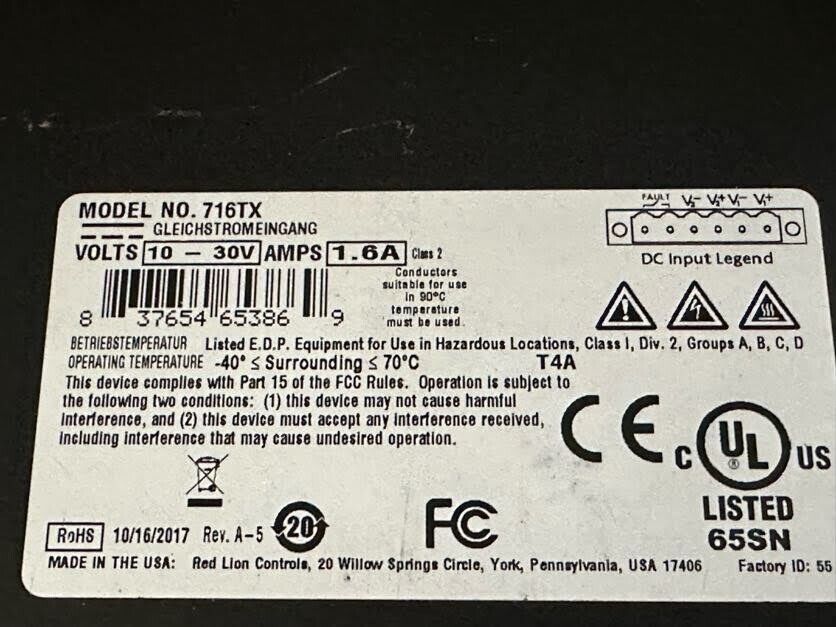 MODEL NO. 716TX
GLEICHSTROMEINGANG
VOLTS 10 – 30V AMPS 1.6A Class 2
Conductors
suitable for use
in 90°C
temperature
must be used.
8 37654 65386 9
FAULT V₂- V₂+ V₁- V₁+
DC Input Legend
BETRIEBSTEMPERATUR Listed E.D.P. Equipment for Use in Hazardous Locations, Class I, Div. 2, Groups A, B, C, D
OPERATING TEMPERATURE -40° ≤ Surrounding ≤ 70°C T4A
This device complies with Part 15 of the FCC Rules. Operation is subject to
the following two conditions: (1) this device may not cause harmful
interference, and (2) this device must accept any interference received,
including interference that may cause undesired operation.
CE
C UL ® US
LISTED
65SN
RoHS 10/16/2017 Rev. A-5 20 FC
MADE IN THE USA: Red Lion Controls, 20 Willow Springs Circle, York, Pennsylvania, USA 17406 Factory ID: 55